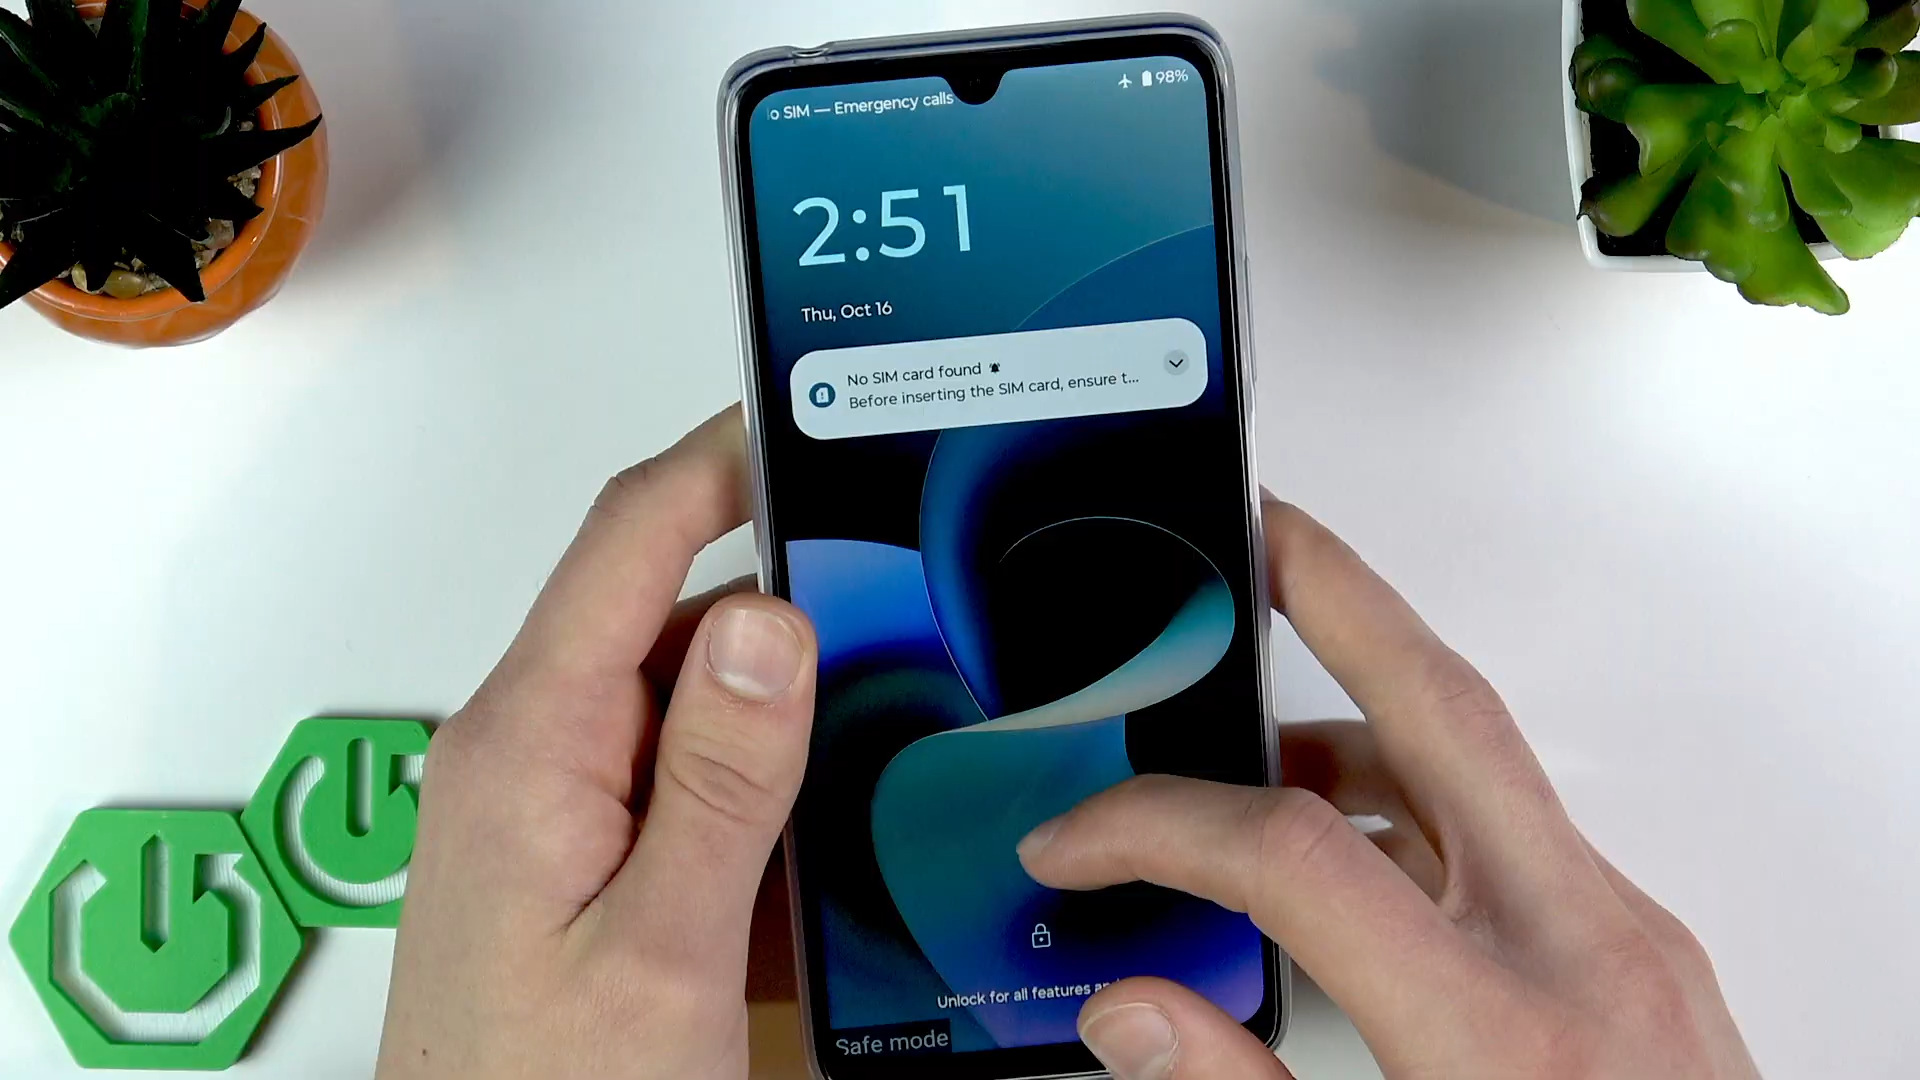 SIM — Emergency calls
98%
2:51
Thu, Oct 16
No SIM card found
Before inserting the SIM card, ensure t...
Unlock for all features
Safe mode